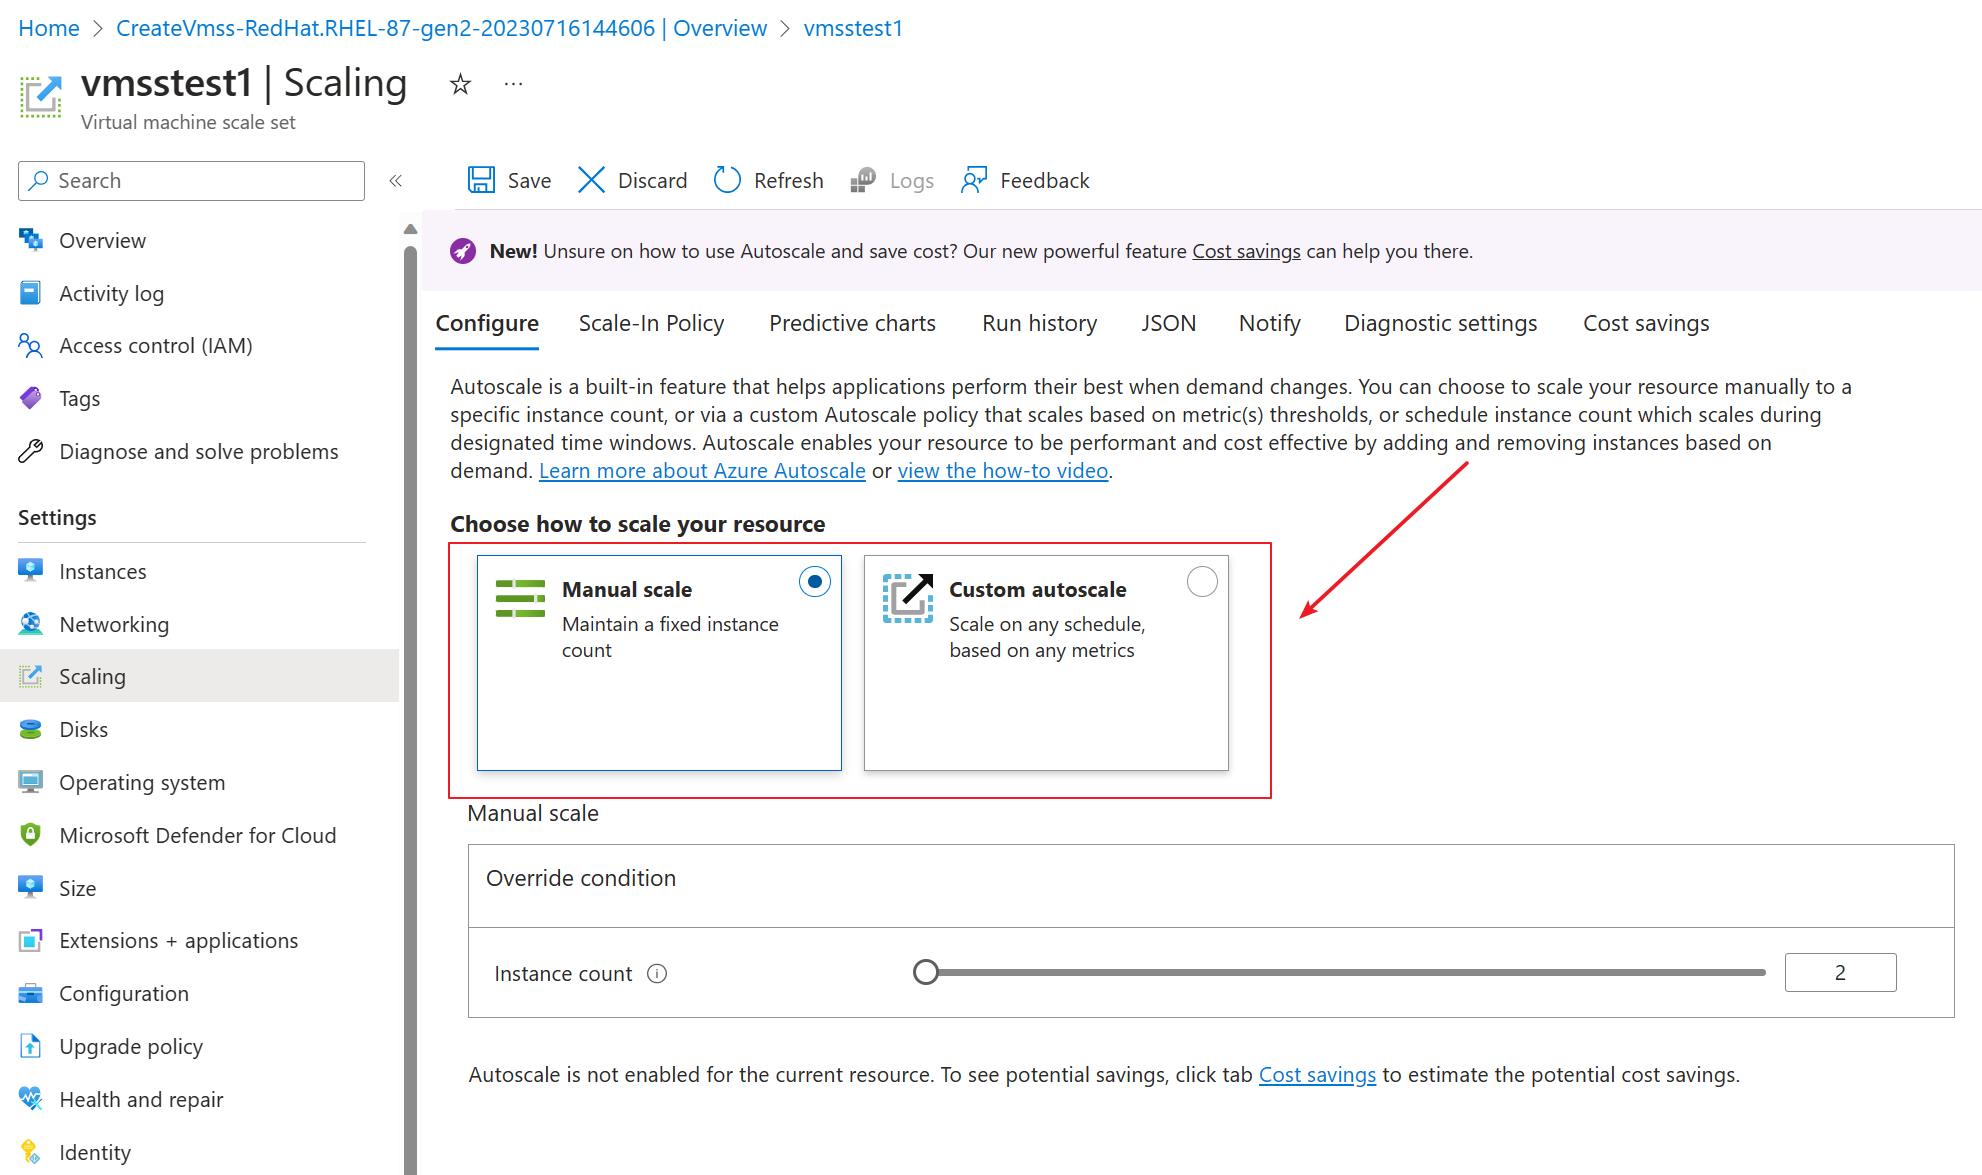 Home > CreateVmss-RedHat.RHEL-87-gen2-20230716144606 | Overview > vmsstest1
vmsstest1 | Scaling
Virtual machine scale set
Search
Overview
Activity log
Access control (IAM)
Tags
Diagnose and solve problems
Settings
Instances
Networking
Scaling
Disks
Operating system
Microsoft Defender for Cloud
Size
Extensions + applications
Configuration
Upgrade policy
Health and repair
Identity
Save Discard Refresh Logs Feedback
New! Unsure on how to use Autoscale and save cost? Our new powerful feature Cost savings can help you there.
Configure Scale-In Policy Predictive charts Run history JSON Notify Diagnostic settings Cost savings
Autoscale is a built-in feature that helps applications perform their best when demand changes. You can choose to scale your resource manually to a
specific instance count, or via a custom Autoscale policy that scales based on metric(s) thresholds, or schedule instance count which scales during
designated time windows. Autoscale enables your resource to be performant and cost effective by adding and removing instances based on
demand. Learn more about Azure Autoscale or view the how-to video.
Choose how to scale your resource
Manual scale
Maintain a fixed instance
count
Custom autoscale
Scale on any schedule,
based on any metrics
Manual scale
Override condition
Instance count 2
Autoscale is not enabled for the current resource. To see potential savings, click tab Cost savings to estimate the potential cost savings.